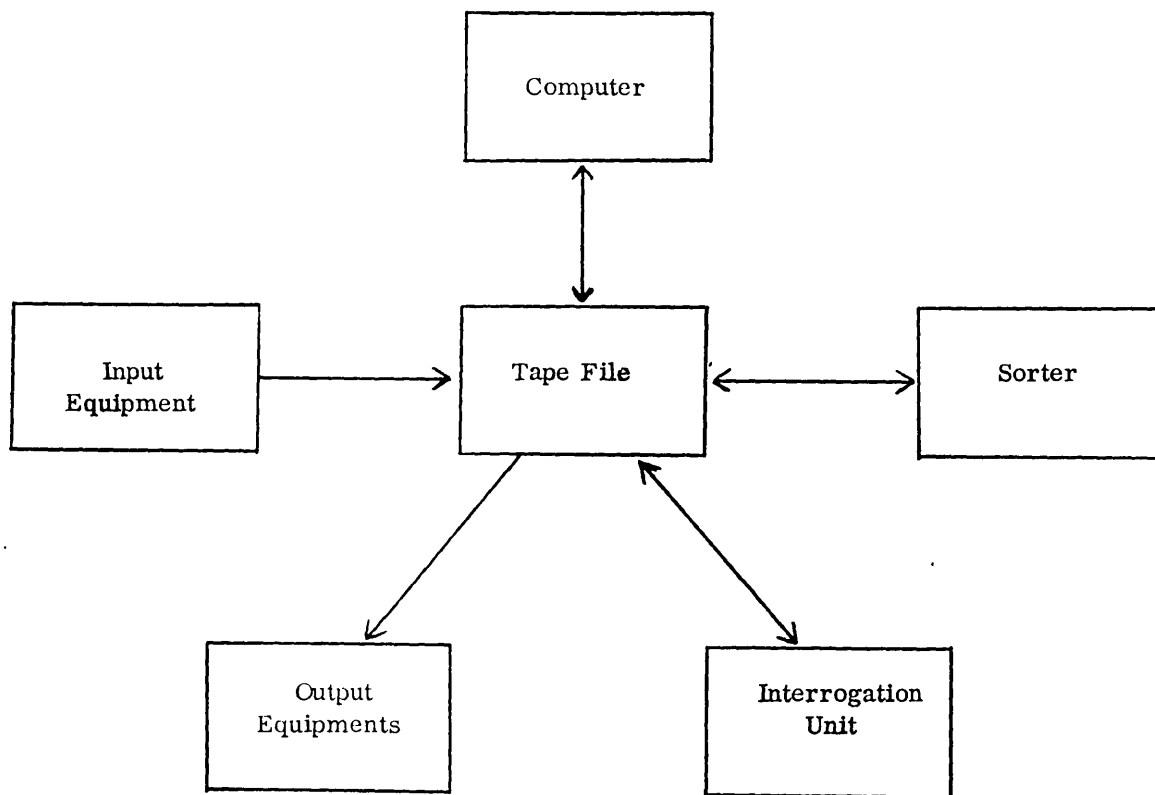 Computer
Input
Equipment
Tape File
Sorter
Output
Equipments
Interrogation
Unit